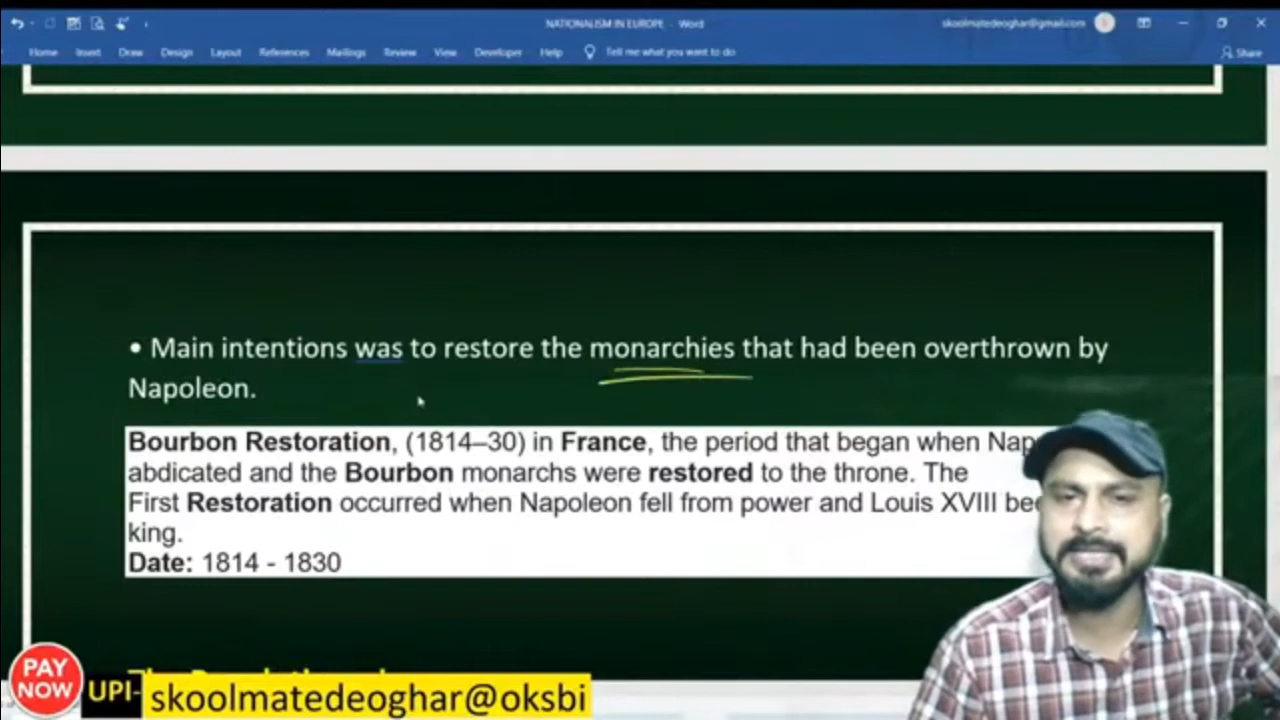 NATIONALISM IN EUROPE - Word
skoolmatedeoghar@gmail.com
Home Insert Draw Design Layout References Mailings Review View Developer Help Tell me what you want to do Share
• Main intentions was to restore the monarchies that had been overthrown by
Napoleon.
Bourbon Restoration, (1814–30) in France, the period that began when Nap
abdicated and the Bourbon monarchs were restored to the throne. The
First Restoration occurred when Napoleon fell from power and Louis XVIII bec
king.
Date: 1814 - 1830
PAY
NOW
UPI-
skoolmatedeoghar@oksbi